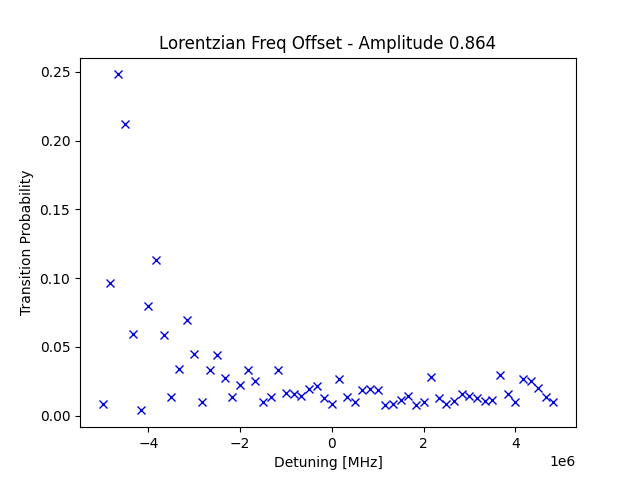 Lorentzian Freq Offset - Amplitude 0.864
0.25
0.20
0.15
0.10
0.05
0.00
Transition Probability
−4
−2
0
2
4
1e6
Detuning [MHz]